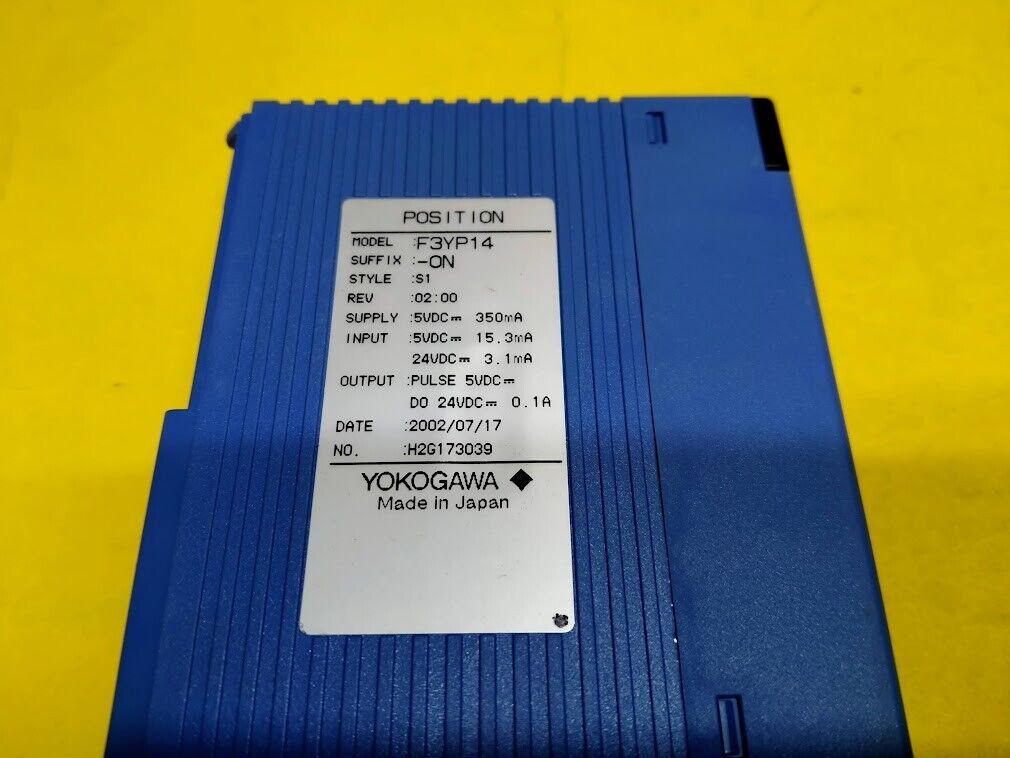 POSITION
MODEL :F3YP14
SUFFIX :-0N
STYLE :S1
REV :02:00
SUPPLY :5VDC⎓ 350mA
INPUT :5VDC⎓ 15.3mA
24VDC⎓ 3.1mA
OUTPUT :PULSE 5VDC⎓
DO 24VDC⎓ 0.1A
DATE :2002/07/17
NO. :H2G173039
YOKOGAWA ◆
Made in Japan